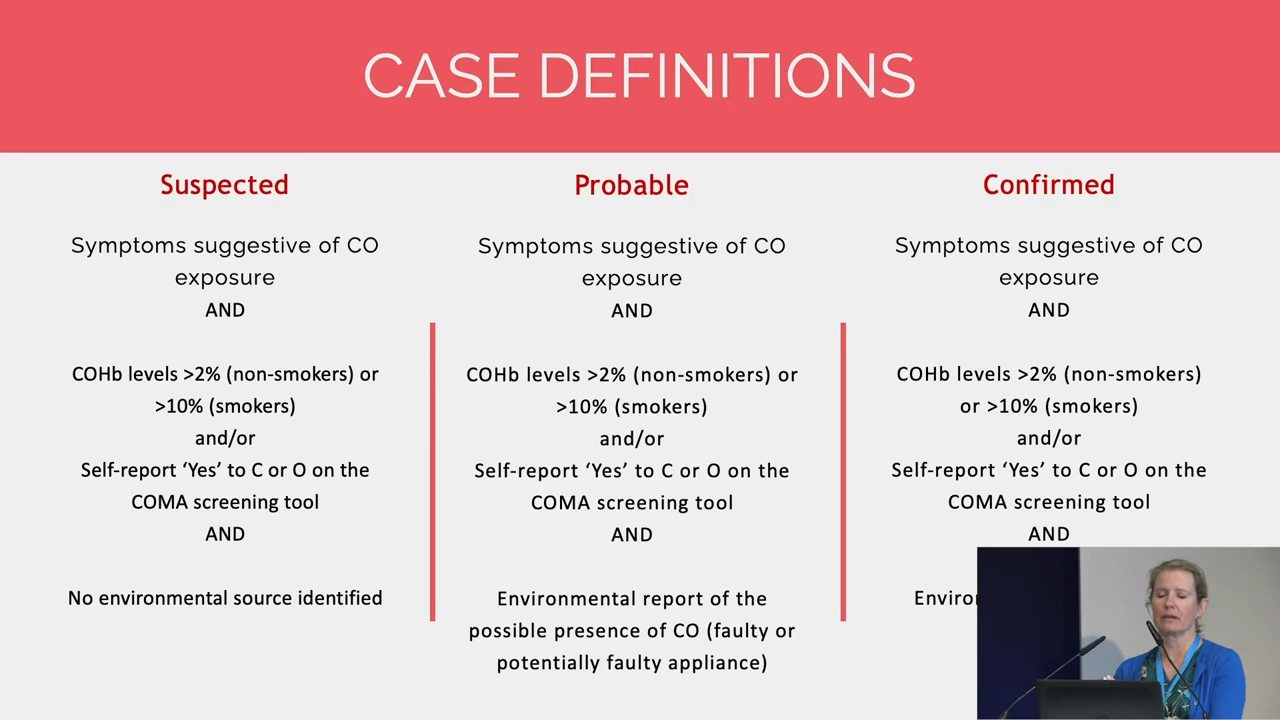 CASE DEFINITIONS
Suspected
Symptoms suggestive of CO
exposure
AND
COHb levels >2% (non-smokers) or
>10% (smokers)
and/or
Self-report ‘Yes’ to C or O on the
COMA screening tool
AND
No environmental source identified
Probable
Symptoms suggestive of CO
exposure
AND
COHb levels >2% (non-smokers) or
>10% (smokers)
and/or
Self-report ‘Yes’ to C or O on the
COMA screening tool
AND
Environmental report of the
possible presence of CO (faulty or
potentially faulty appliance)
Confirmed
Symptoms suggestive of CO
exposure
AND
COHb levels >2% (non-smokers)
or >10% (smokers)
and/or
Self-report ‘Yes’ to C or O on the
COMA screening tool
AND